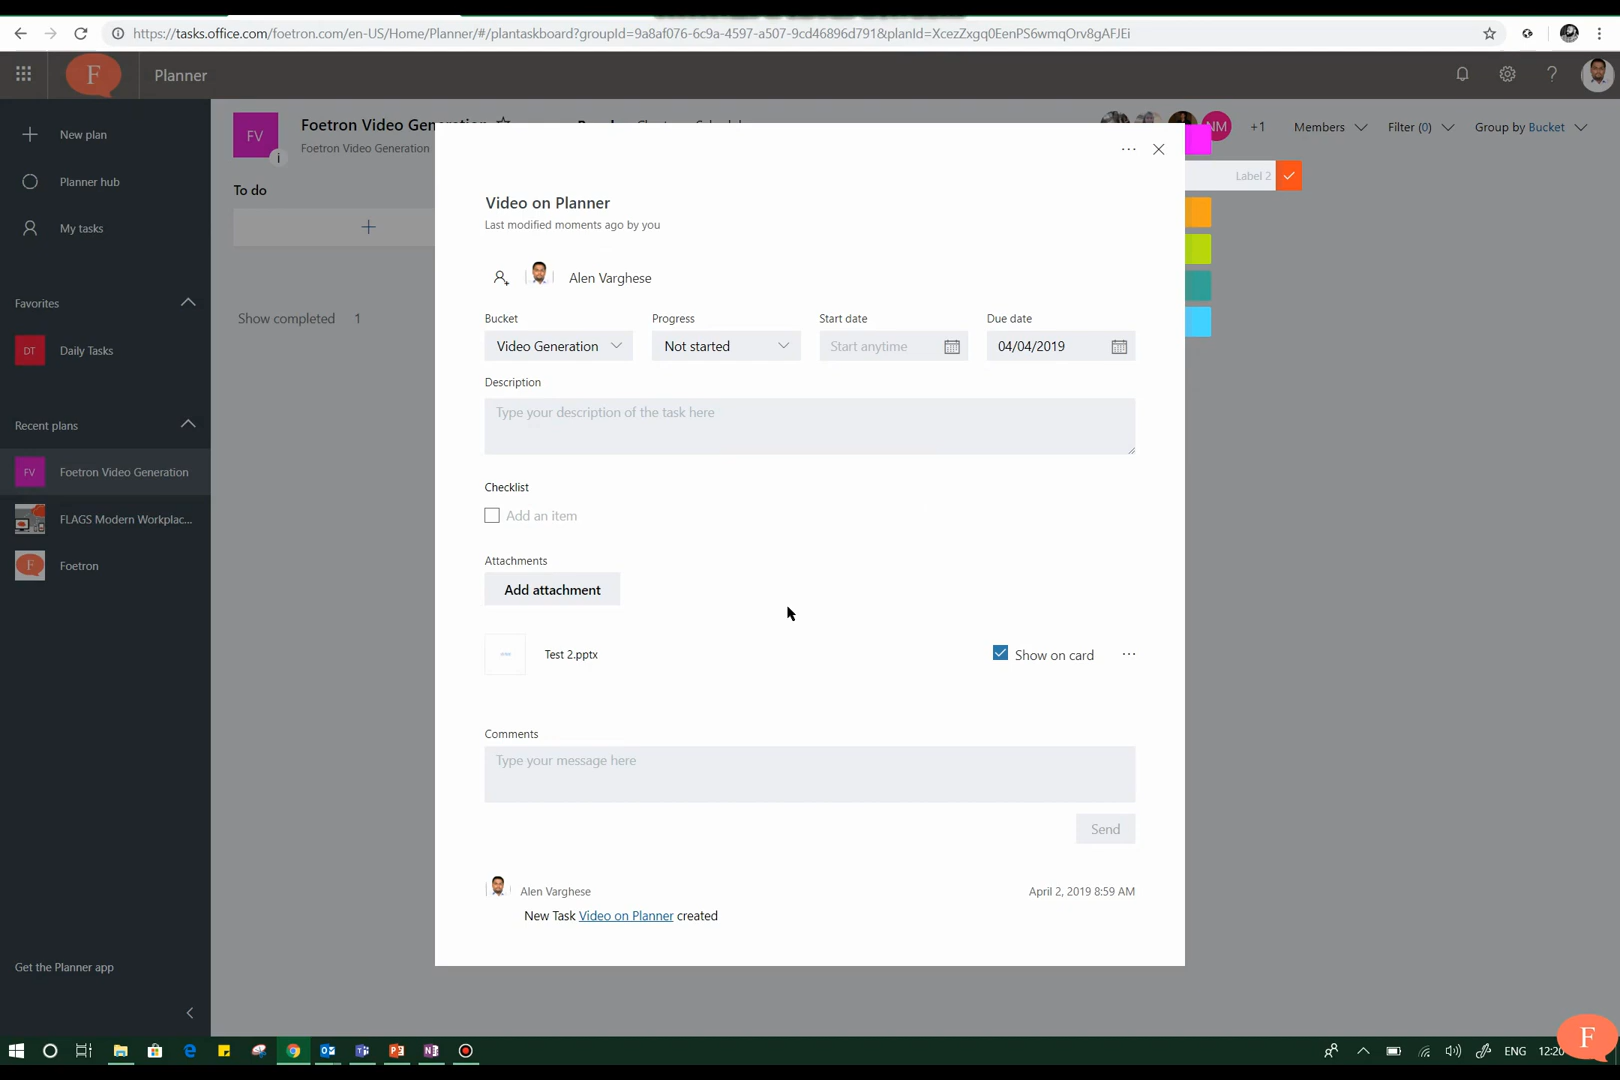 https://tasks.office.com/foetron.com/en-US/Home/Planner/#/plantaskboard?groupId=9a8af076-6c9a-4597-a507-9cd46896d791&planId=XcezZxgq0EenPS6wmqOrv8gAFJEi
F
Planner
?
New plan
Planner hub
My tasks
Favorites
DT
Daily Tasks
Recent plans
FV
Foetron Video Generation
FLAGS Modern Workplac...
F
Foetron
Get the Planner app
FV
i
Foetron Video
Foetron Video Generation
NM
+1
Members
Filter (0)
Group by Bucket
To do
Show completed 1
Label 2
Video on Planner
Last modified moments ago by you
Alen Varghese
Bucket
Progress
Start date
Due date
Video Generation
Not started
Start anytime
04/04/2019
Description
Type your description of the task here
Checklist
Add an item
Attachments
Add attachment
Test 2.pptx
Show on card
Comments
Type your message here
Send
Alen Varghese
April 2, 2019 8:59 AM
New Task Video on Planner created
ENG
12:20
F